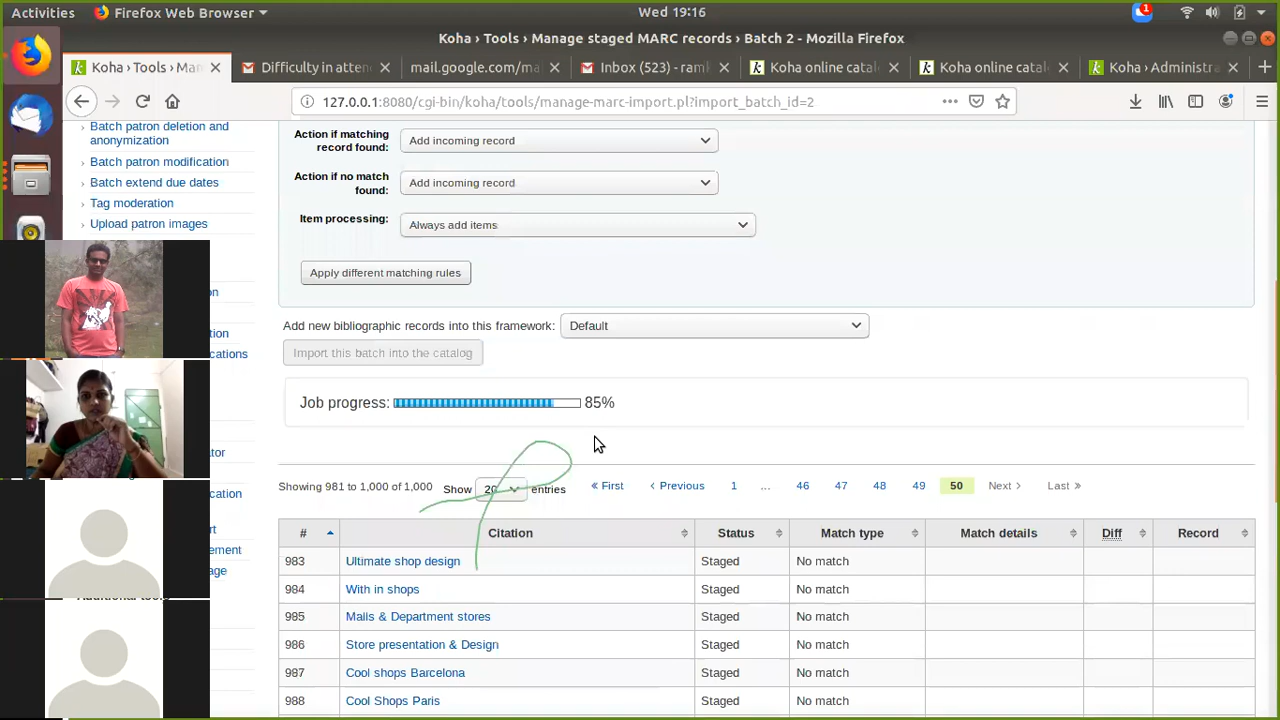 Activities Firefox Web Browser Wed 19:16 1
Koha › Tools › Manage staged MARC records › Batch 2 - Mozilla Firefox
Koha › Tools › Man Difficulty in atten mail.google.com/ma Inbox (523) - raml Koha online catal Koha online catal Koha › Administra
127.0.0.1:8080/cgi-bin/koha/tools/manage-marc-import.pl?import_batch_id=2
Batch patron deletion and
anonymization
Batch patron modification
Batch extend due dates
Tag moderation
Upload patron images
Action if matching
record found: Add incoming record
Action if no match
found: Add incoming record
Item processing: Always add items
Apply different matching rules
Add new bibliographic records into this framework: Default
Import this batch into the catalog
Job progress: 85%
Showing 981 to 1,000 of 1,000 Show 20 entries First Previous 1 ... 46 47 48 49 50 Next Last
# Citation Status Match type Match details Diff Record
983 Ultimate shop design Staged No match
984 With in shops Staged No match
985 Malls & Department stores Staged No match
986 Store presentation & Design Staged No match
987 Cool shops Barcelona Staged No match
988 Cool Shops Paris Staged No match